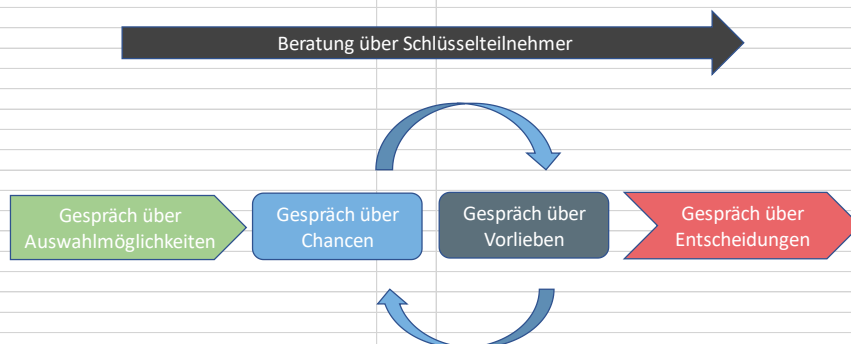 Beratung über Schlüsselteilnehmer
Gespräch über
Auswahlmöglichkeiten
Gespräch über
Chancen
Gespräch über
Vorlieben
Gespräch über
Entscheidungen